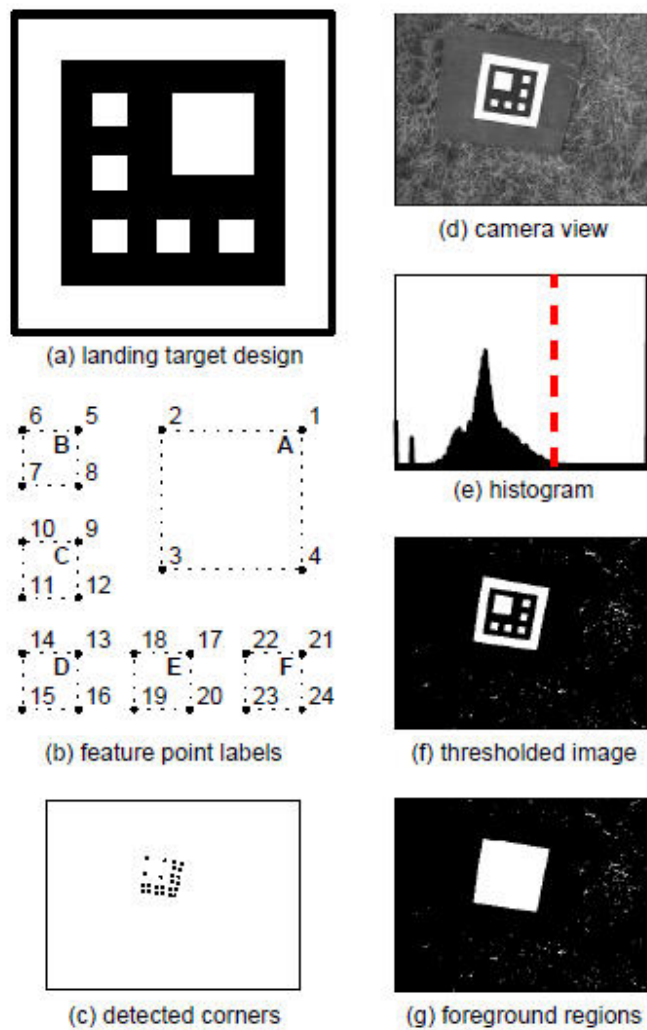 (a) landing target design
6 5 2 1
B A
7 8
10 9
C 3 4
11 12
14 13 18 17 22 21
D E F
15 16 19 20 23 24
(b) feature point labels
(c) detected corners
(d) camera view
(e) histogram
(f) thresholded image
(g) foreground regions